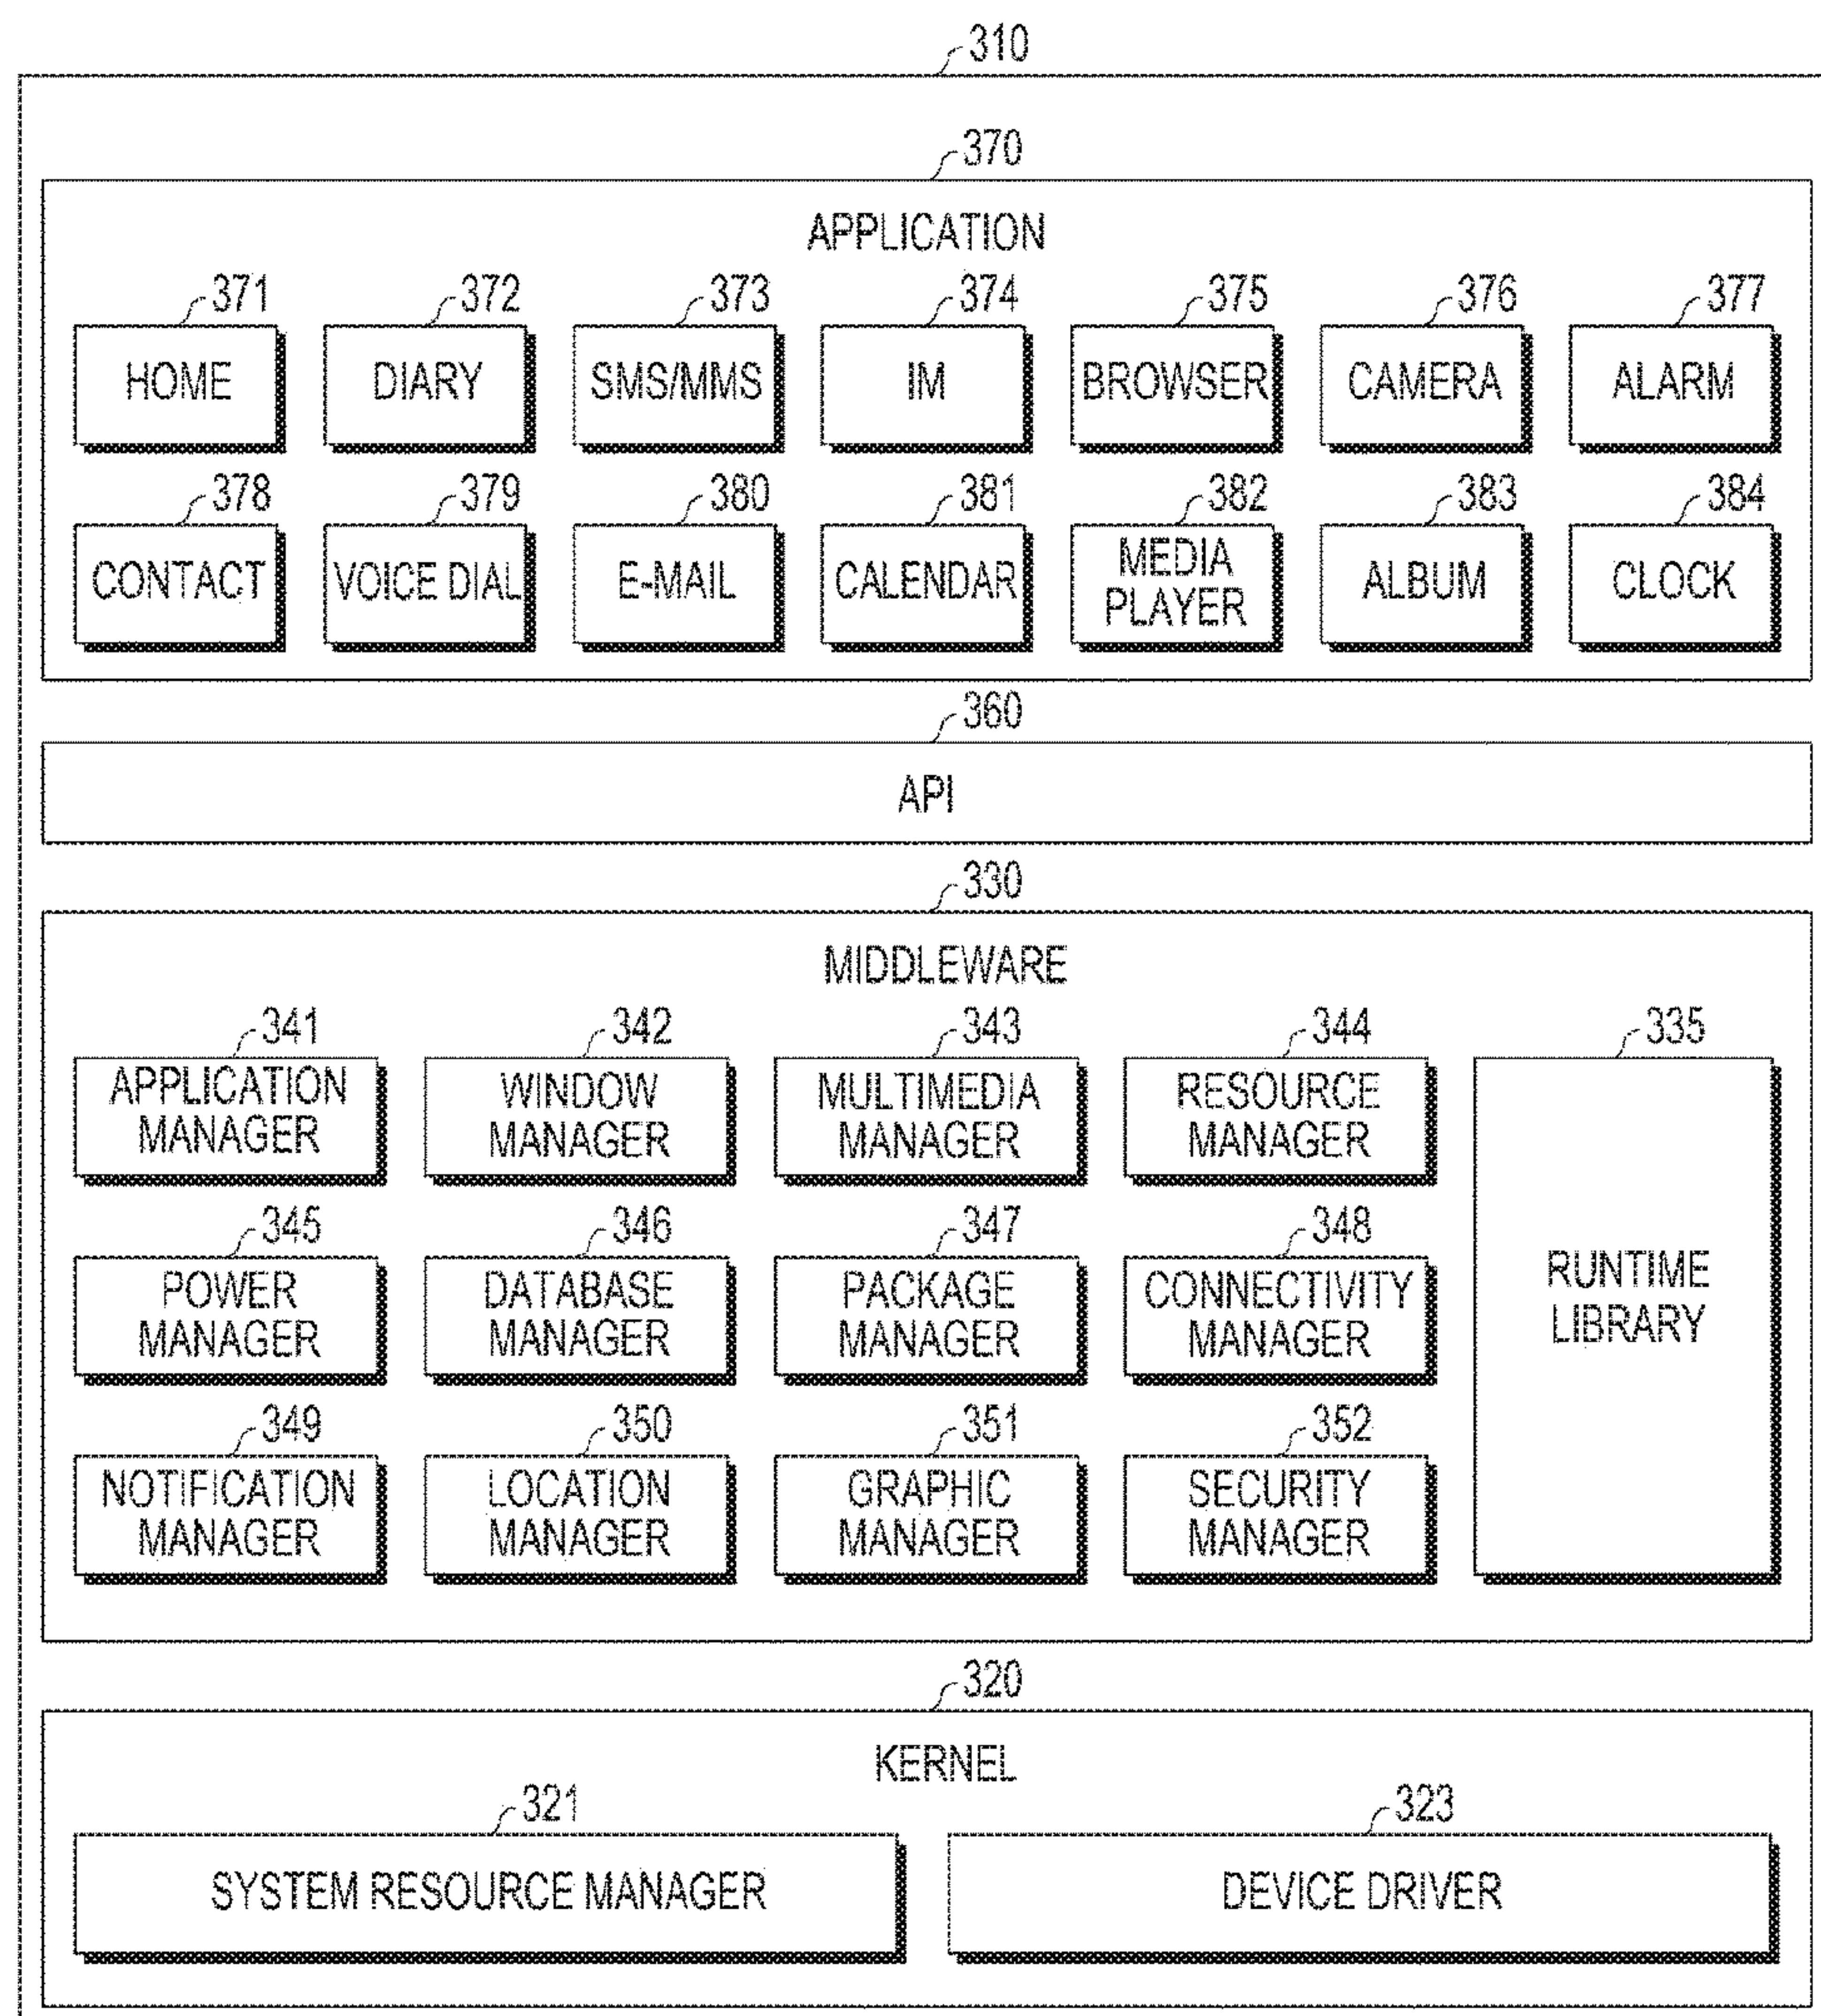 310
370
APPLICATION
371 372 373 374 375 376 377
HOME DIARY SMS/MMS IM BROWSER CAMERA ALARM
378 379 380 381 382 383 384
CONTACT VOICE DIAL E-MAIL CALENDAR MEDIA PLAYER ALBUM CLOCK
360
API
330
MIDDLEWARE
341 342 343 344 335
APPLICATION MANAGER
WINDOW MANAGER
MULTIMEDIA MANAGER
RESOURCE MANAGER
345 346 347 348
POWER MANAGER
DATABASE MANAGER
PACKAGE MANAGER
CONNECTIVITY MANAGER
RUNTIME LIBRARY
349 350 351 352
NOTIFICATION MANAGER
LOCATION MANAGER
GRAPHIC MANAGER
SECURITY MANAGER
320
KERNEL
321 323
SYSTEM RESOURCE MANAGER DEVICE DRIVER